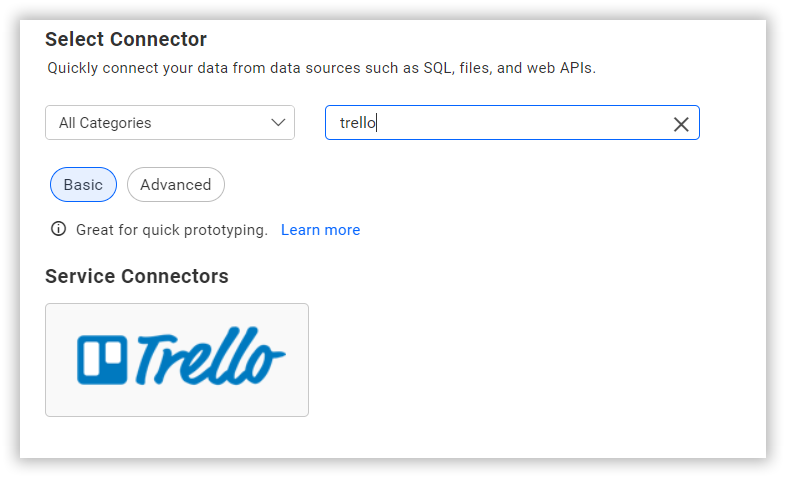 Select Connector
Quickly connect your data from data sources such as SQL, files, and web APIs.
All Categories
trello
Basic
Advanced
Great for quick prototyping. Learn more
Service Connectors
Trello